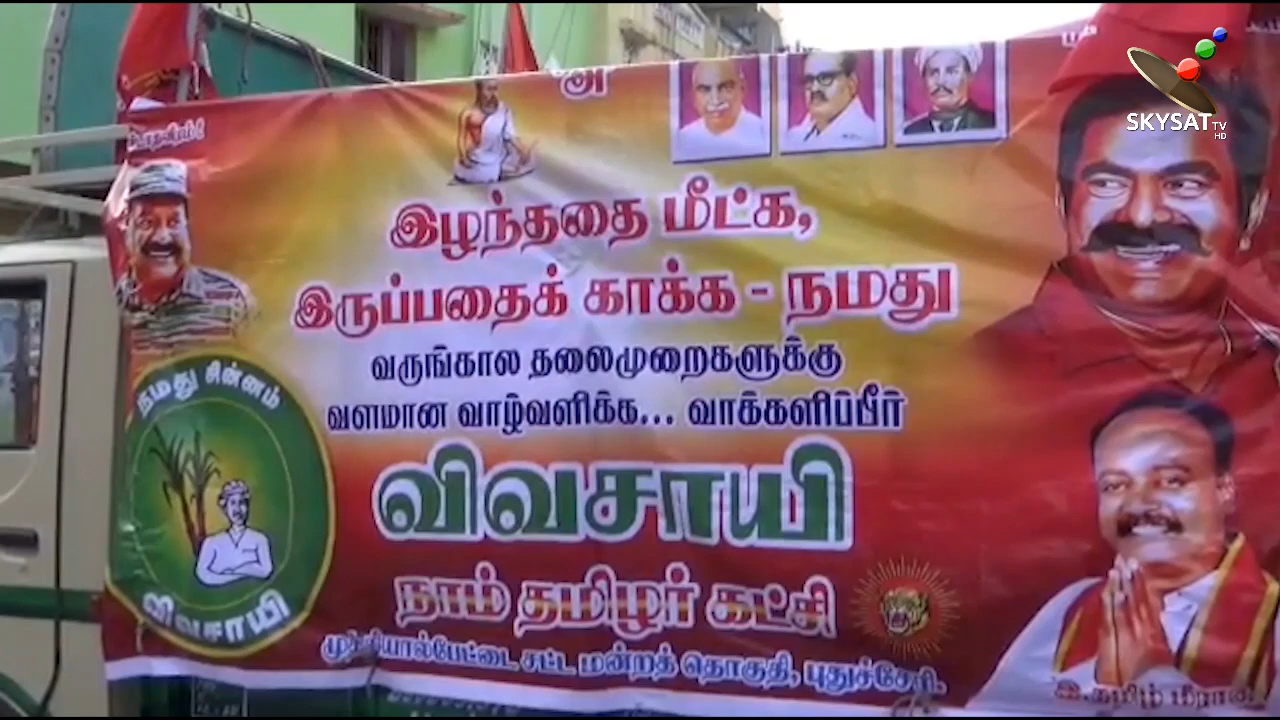 SKYSAT TV HD
இழந்ததை மீட்க,
இருப்பதைக் காக்க - நமது
வருங்கால தலைமுறைகளுக்கு
வளமான வாழ்வளிக்க... வாக்களிப்பீர்
நமது சின்னம்
விவசாயி
விவசாயி
நாம் தமிழர் கட்சி
முத்தியால்பேட்டை சட்ட மன்றத் தொகுதி, புதுச்சேரி.